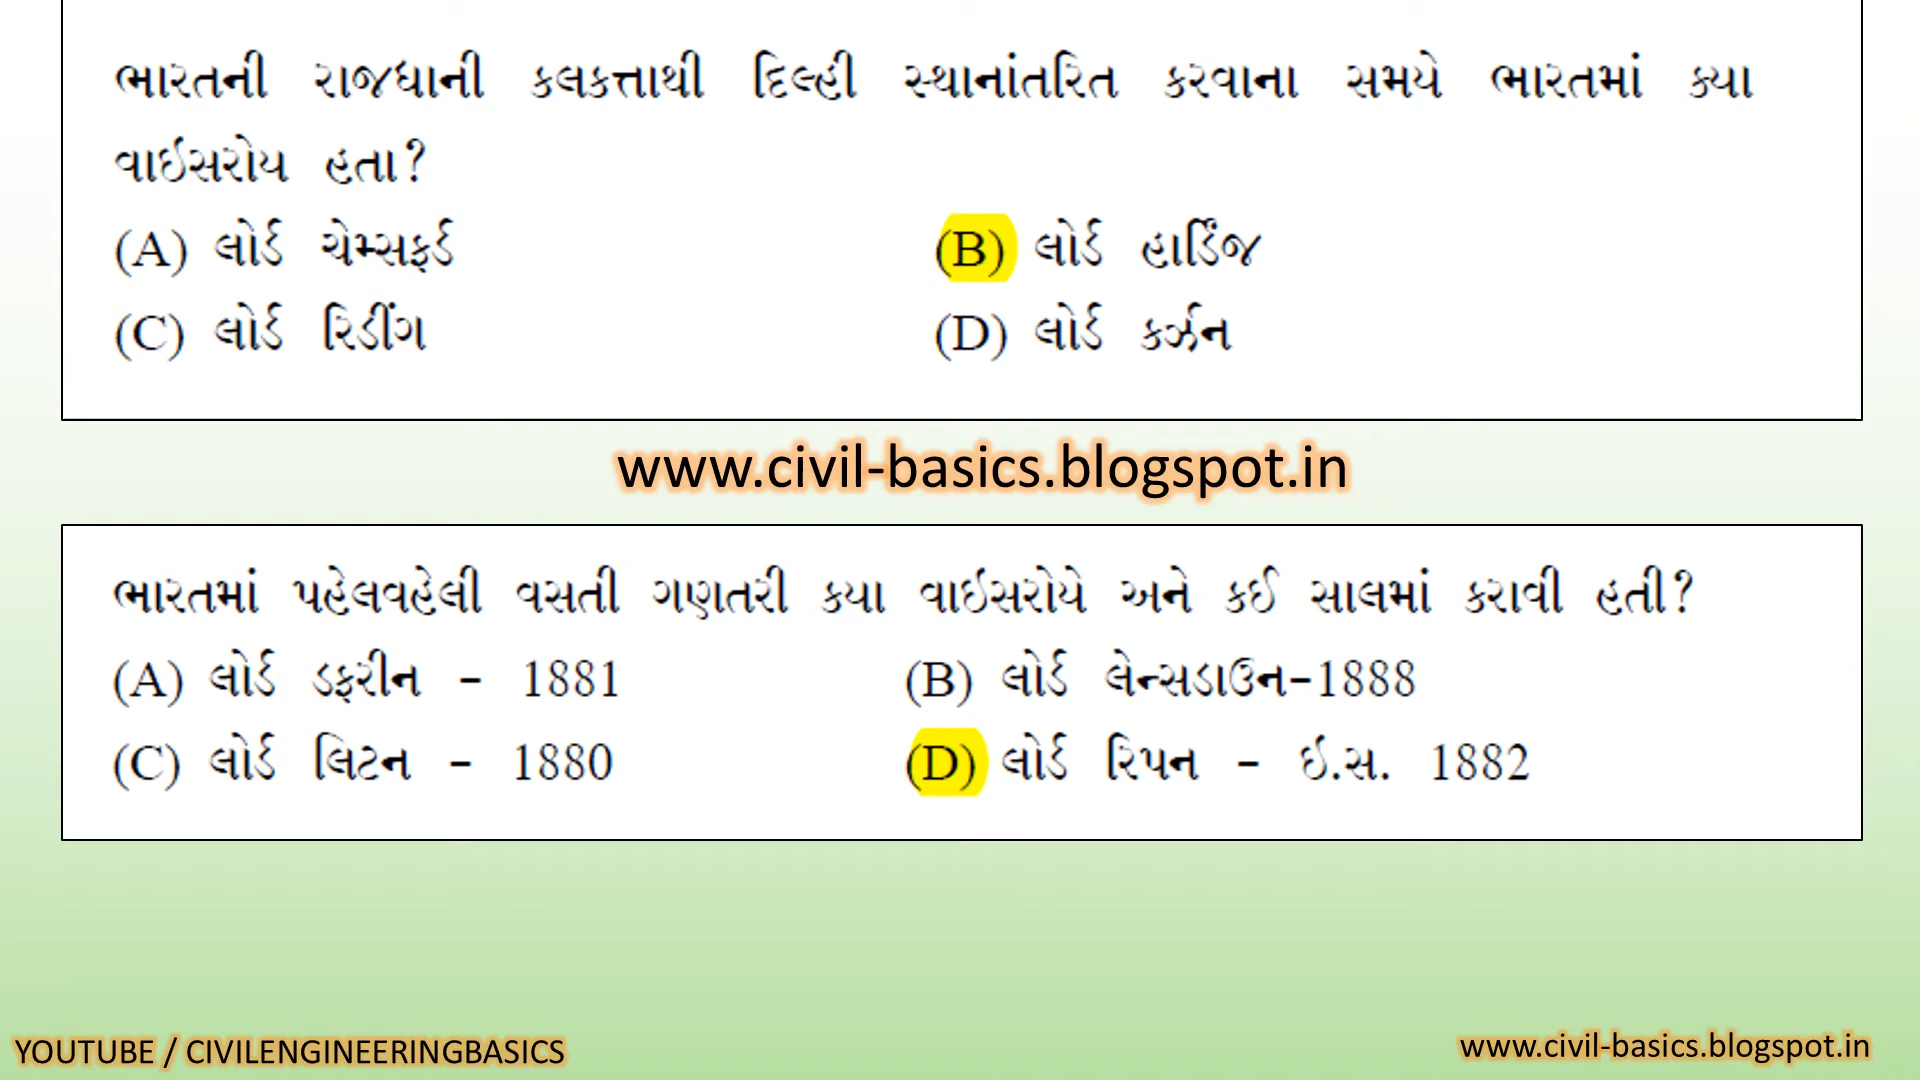 ભારતની રાજધાની કલકત્તાથી દિલ્હી સ્થાનાંતરિત કરવાના સમયે ભારતમાં ક્યા
વાઈસરોય હતા?
(A) લોર્ડ ચેમ્સફર્ડ (B) લોર્ડ હાર્ડિંજ
(C) લોર્ડ રિડીંગ (D) લોર્ડ કર્ઝન
www.civil-basics.blogspot.in
ભારતમાં પહેલવહેલી વસતી ગણતરી કયા વાઈસરોયે અને કઈ સાલમાં કરાવી હતી?
(A) લોર્ડ ડફરીન – 1881 (B) લોર્ડ લેન્સડાઉન–1888
(C) લોર્ડ લિટન – 1880 (D) લોર્ડ રિપન – ઈ.સ. 1882
YOUTUBE / CIVILENGINEERINGBASICS www.civil-basics.blogspot.in